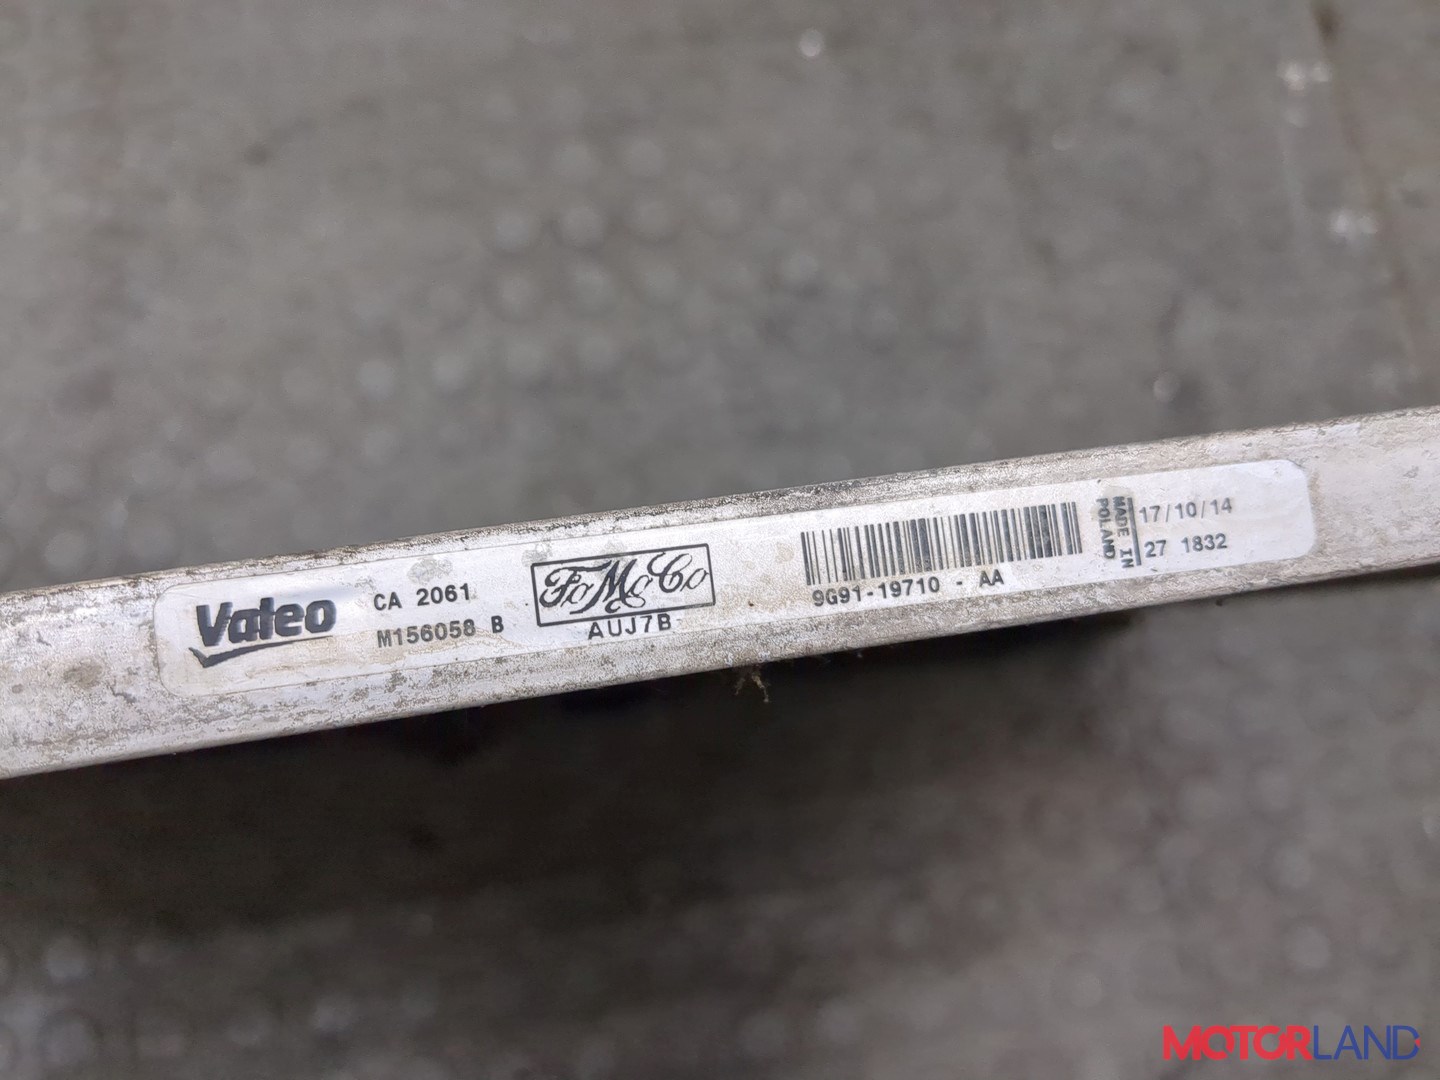 Valeo
CA 2061
M156058 B
FoMoCo
AUJ7B
9G91-19710 - AA
MADE IN
POLAND
17/10/14
27 1832
MOTORLAND